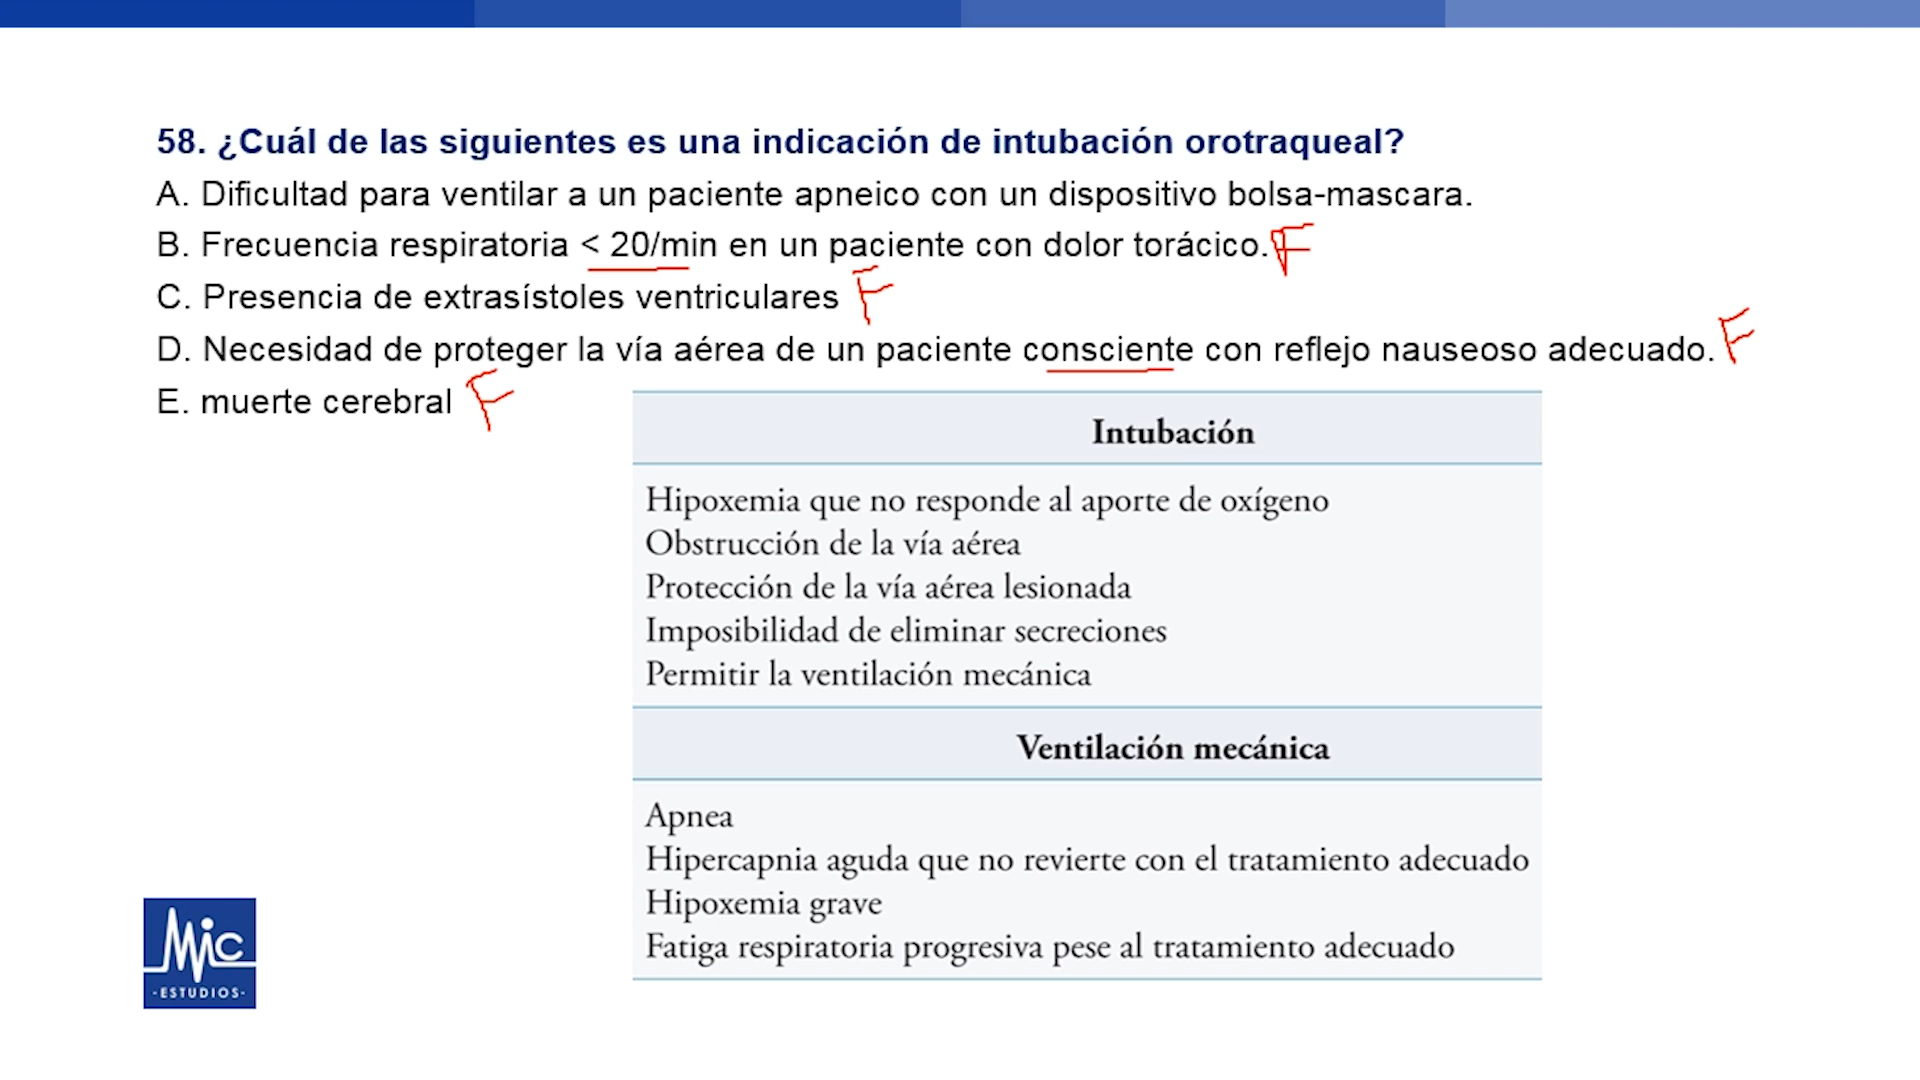 58. ¿Cuál de las siguientes es una indicación de intubación orotraqueal?
A. Dificultad para ventilar a un paciente apneico con un dispositivo bolsa-mascara.
B. Frecuencia respiratoria < 20/min en un paciente con dolor torácico. F
C. Presencia de extrasístoles ventriculares F
D. Necesidad de proteger la vía aérea de un paciente consciente con reflejo nauseoso adecuado. F
E. muerte cerebral F
Intubación
Hipoxemia que no responde al aporte de oxígeno
Obstrucción de la vía aérea
Protección de la vía aérea lesionada
Imposibilidad de eliminar secreciones
Permitir la ventilación mecánica
Ventilación mecánica
Apnea
Hipercapnia aguda que no revierte con el tratamiento adecuado
Hipoxemia grave
Fatiga respiratoria progresiva pese al tratamiento adecuado
Mic
-ESTUDIOS-